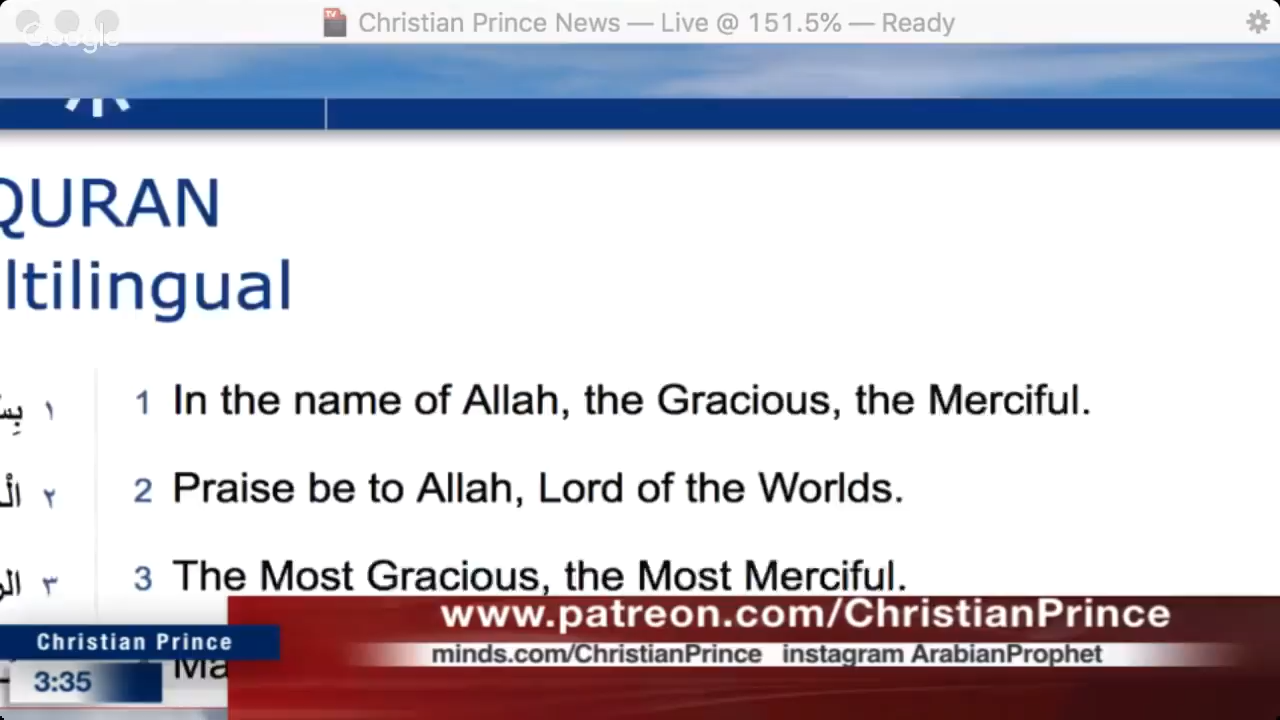 Christian Prince News — Live @ 151.5% — Ready
Google
QURAN
ltilingual
١
1 In the name of Allah, the Gracious, the Merciful.
٢
2 Praise be to Allah, Lord of the Worlds.
٣
3 The Most Gracious, the Most Merciful.
Ma
www.patreon.com/ChristianPrince
Christian Prince
minds.com/ChristianPrince instagram ArabianProphet
3:35